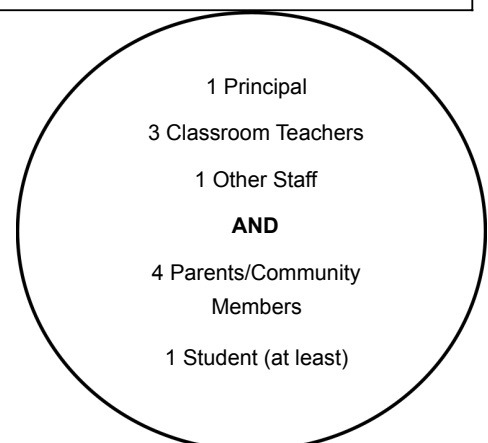 1 Principal
3 Classroom Teachers
1 Other Staff
AND
4 Parents/Community
Members
1 Student (at least)